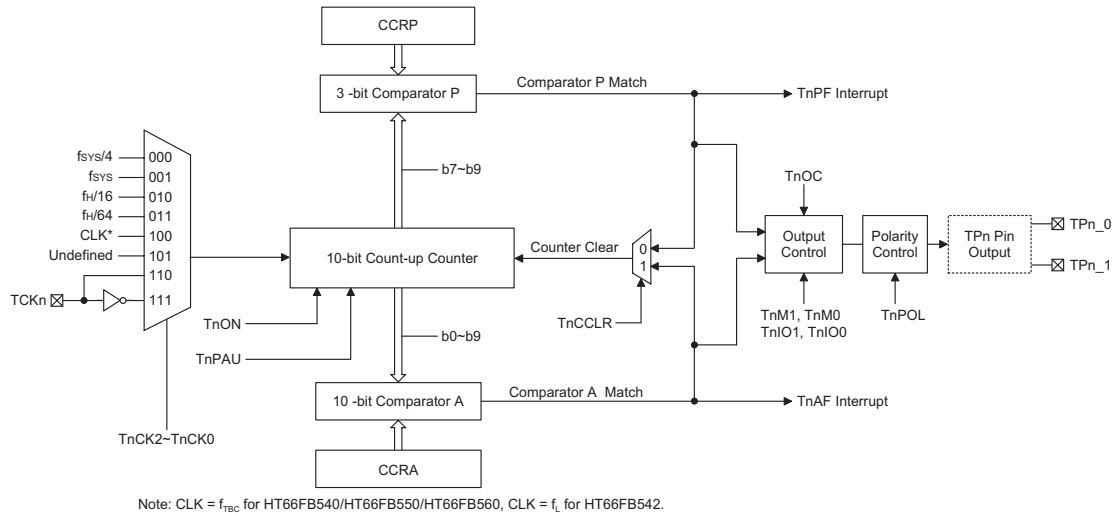 CCRP
3 -bit Comparator P
Comparator P Match
TnPF Interrupt
b7~b9
fSYS/4
000
fSYS
001
fH/16
010
fH/64
011
CLK*
100
Undefined
101
110
TCKn
111
TnCK2~TnCK0
10-bit Count-up Counter
TnON
TnPAU
Counter Clear
0
1
TnCCLR
TnOC
Output
Control
TnM1, TnM0
TnIO1, TnIO0
Polarity
Control
TnPOL
TPn Pin
Output
TPn_0
TPn_1
b0~b9
10 -bit Comparator A
Comparator A Match
TnAF Interrupt
CCRA
Note: CLK = fTBC for HT66FB540/HT66FB550/HT66FB560, CLK = fL for HT66FB542.